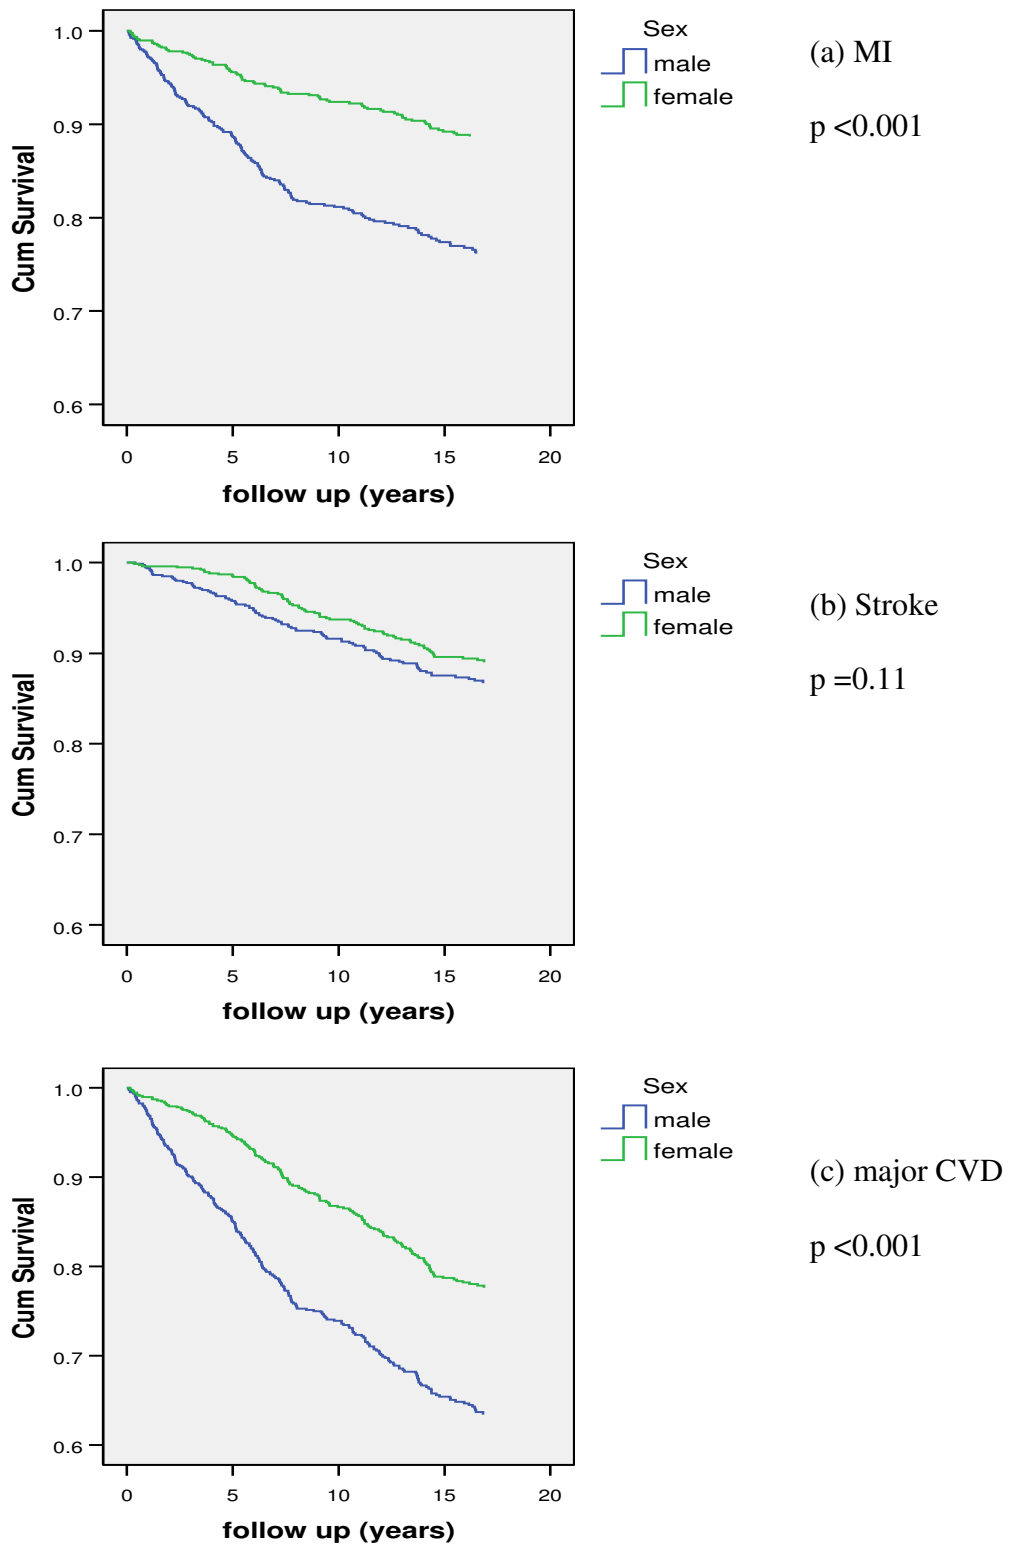 1.0
0.9
0.8
0.7
0.6
Cum Survival
0
5
10
15
20
follow up (years)
Sex
male
female
(a) MI
p <0.001
1.0
0.9
0.8
0.7
0.6
Cum Survival
0
5
10
15
20
follow up (years)
Sex
male
female
(b) Stroke
p =0.11
1.0
0.9
0.8
0.7
0.6
Cum Survival
0
5
10
15
20
follow up (years)
Sex
male
female
(c) major CVD
p <0.001